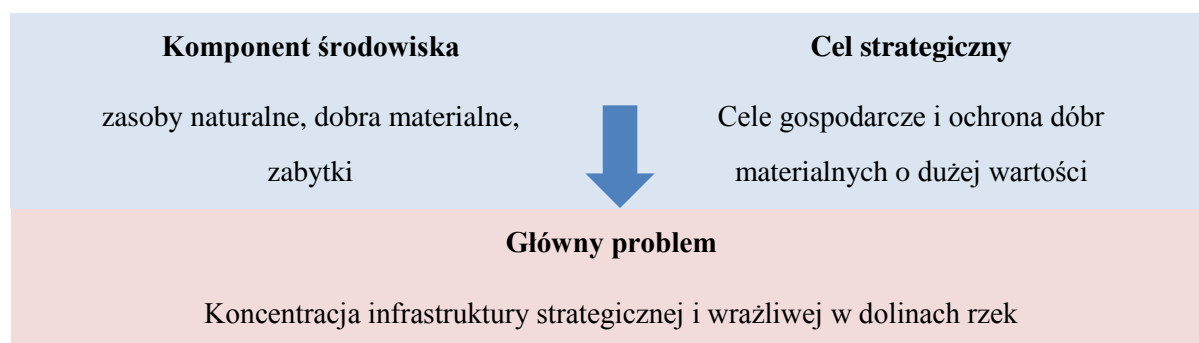 Komponent środowiska
zasoby naturalne, dobra materialne,
zabytki
Cel strategiczny
Cele gospodarcze i ochrona dóbr
materialnych o dużej wartości
Główny problem
Koncentracja infrastruktury strategicznej i wrażliwej w dolinach rzek